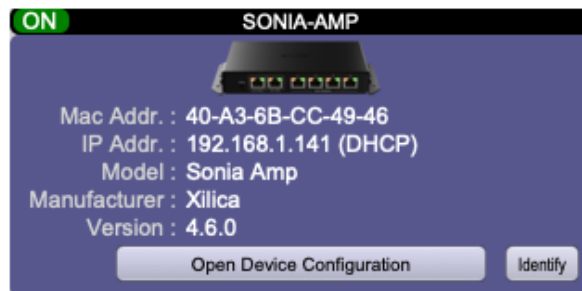 ON SONIA-AMP
Mac Addr. : 40-A3-6B-CC-49-46
IP Addr. : 192.168.1.141 (DHCP)
Model : Sonia Amp
Manufacturer : Xilica
Version : 4.6.0
Open Device Configuration Identify